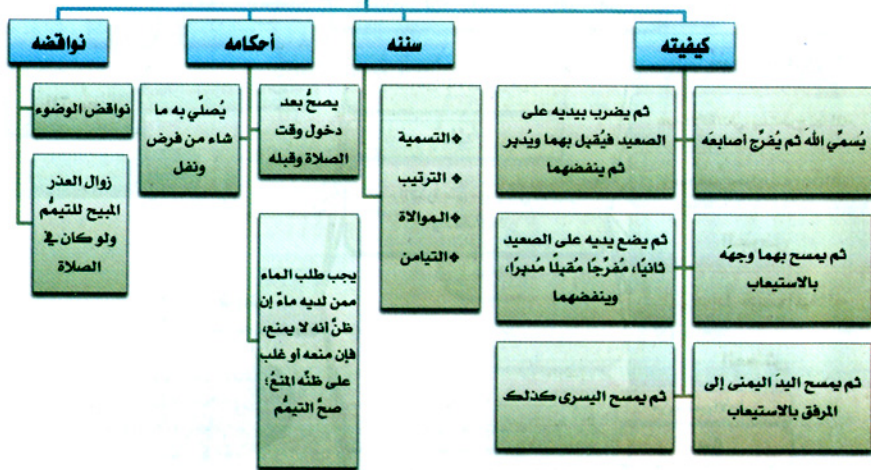 كيفيته
يُسمِّي اللهَ ثم يُفرِّج أصابعَه
ثم يضرب بيديه على
الصعيد فيُقبل بهما ويُدبر
ثم ينفضهما
ثم يمسح بهما وجهَه
بالاستيعاب
ثم يضع يديه على الصعيد
ثانيًا، مُفرِّجًا مُقبلًا مُدبرًا،
وينفضهما
ثم يمسح اليدَ اليمنى إلى
المرفق بالاستيعاب
ثم يمسح اليسرى كذلك
سننه
❖التسمية
❖الترتيب
❖الموالاة
❖التيامن
أحكامه
يصحُّ بعد
دخول وقت
الصلاة وقبله
يُصلِّي به ما
شاء من فرض
ونفل
يجب طلب الماء
ممن لديه ماءٌ إن
ظنَّ أنه لا يمنع،
فإن منعه أو غلب
على ظنِّه المنعُ؛
صحَّ التيمُّم
نواقضه
نواقض الوضوء
زوال العذر
المبيح للتيمُّم
ولو كان في
الصلاة